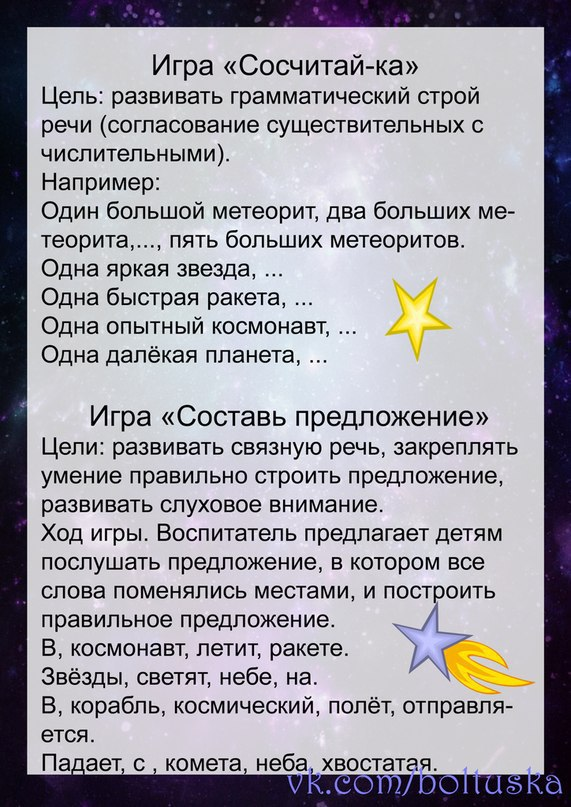 Игра «Сосчитай-ка»
Цель: развивать грамматический строй
речи (согласование существительных с
числительными).
Например:
Один большой метеорит, два больших ме-
теорита,..., пять больших метеоритов.
Одна яркая звезда, ...
Одна быстрая ракета, ...
Одна опытный космонавт, ...
Одна далёкая планета, ...
Игра «Составь предложение»
Цели: развивать связную речь, закреплять
умение правильно строить предложение,
развивать слуховое внимание.
Ход игры. Воспитатель предлагает детям
послушать предложение, в котором все
слова поменялись местами, и построить
правильное предложение.
В, космонавт, летит, ракете.
Звёзды, светят, небе, на.
В, корабль, космический, полёт, отправля-
ется.
Падает, с , комета, неба, хвостатая.
vk.com/boltuska